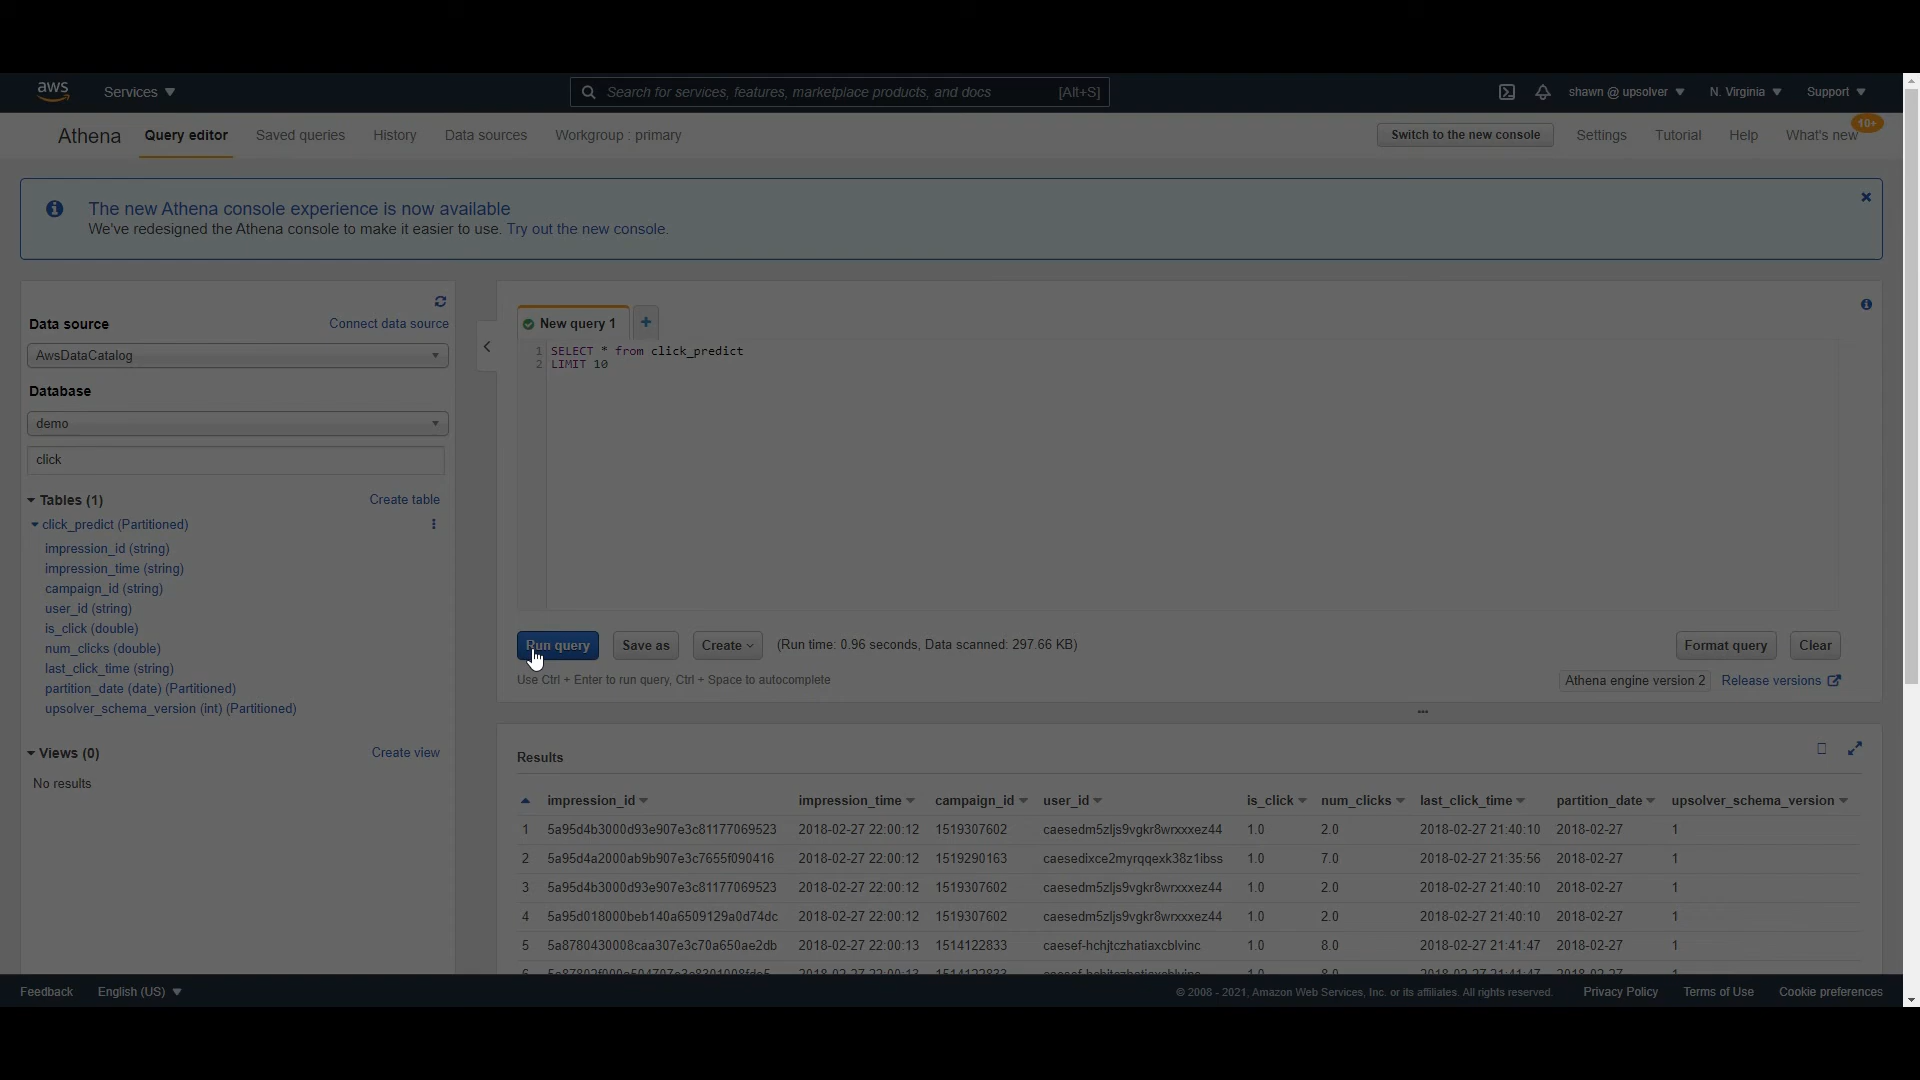 aws Services Search for services, features, marketplace products, and docs [Alt+S] shawn @ upsolver N. Virginia Support
Athena Query editor Saved queries History Data sources Workgroup : primary Switch to the new console Settings Tutorial Help What's new 10+
The new Athena console experience is now available
We've redesigned the Athena console to make it easier to use. Try out the new console.
Data source Connect data source
AwsDataCatalog
Database
demo
click
Tables (1) Create table
click_predict (Partitioned)
impression_id (string)
impression_time (string)
campaign_id (string)
user_id (string)
is_click (double)
num_clicks (double)
last_click_time (string)
partition_date (date) (Partitioned)
upsolver_schema_version (int) (Partitioned)
Views (0) Create view
No results
New query 1 +
1 SELECT * from click_predict
2 LIMIT 10
Run query Save as Create (Run time: 0.96 seconds, Data scanned: 297.66 KB) Format query Clear
Use Ctrl + Enter to run query, Ctrl + Space to autocomplete Athena engine version 2 Release versions
Results
impression_id impression_time campaign_id user_id is_click num_clicks last_click_time partition_date upsolver_schema_version
1 5a95d4b3000d93e907e3c81177069523 2018-02-27 22:00:12 1519307602 caesedm5zljs9vgkr8wrxxxez44 1.0 2.0 2018-02-27 21:40:10 2018-02-27 1
2 5a95d4a2000ab9b907e3c7655f090416 2018-02-27 22:00:12 1519290163 caesedixce2myrqqexk38z1ibss 1.0 7.0 2018-02-27 21:35:56 2018-02-27 1
3 5a95d4b3000d93e907e3c81177069523 2018-02-27 22:00:12 1519307602 caesedm5zljs9vgkr8wrxxxez44 1.0 2.0 2018-02-27 21:40:10 2018-02-27 1
4 5a95d018000beb140a6509129a0d74dc 2018-02-27 22:00:12 1519307602 caesedm5zljs9vgkr8wrxxxez44 1.0 2.0 2018-02-27 21:40:10 2018-02-27 1
5 5a8780430008caa307e3c70a650ae2db 2018-02-27 22:00:13 1514122833 caesef-hchjtczhatiaxcblvinc 1.0 8.0 2018-02-27 21:41:47 2018-02-27 1
Feedback English (US) © 2008 - 2021, Amazon Web Services, Inc. or its affiliates. All rights reserved. Privacy Policy Terms of Use Cookie preferences